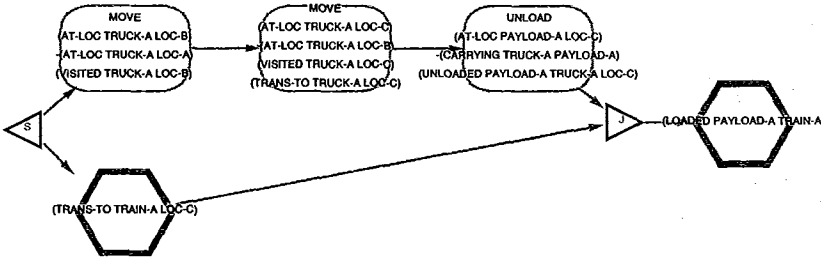 MOVE
(AT-LOC TRUCK-A LOC-B)
-(AT-LOC TRUCK-A LOC-A)
(VISITED TRUCK-A LOC-B)
MOVE
(AT-LOC TRUCK-A LOC-C)
-(AT-LOC TRUCK-A LOC-B)
(VISITED TRUCK-A LOC-C)
(TRANS-TO TRUCK-A LOC-C)
UNLOAD
(AT-LOC PAYLOAD-A LOC-C)
-(CARRYING TRUCK-A PAYLOAD-A)
(UNLOADED PAYLOAD-A TRUCK-A LOC-C)
S
J
(LOADED PAYLOAD-A TRAIN-A
(TRANS-TO TRAIN-A LOC-C)